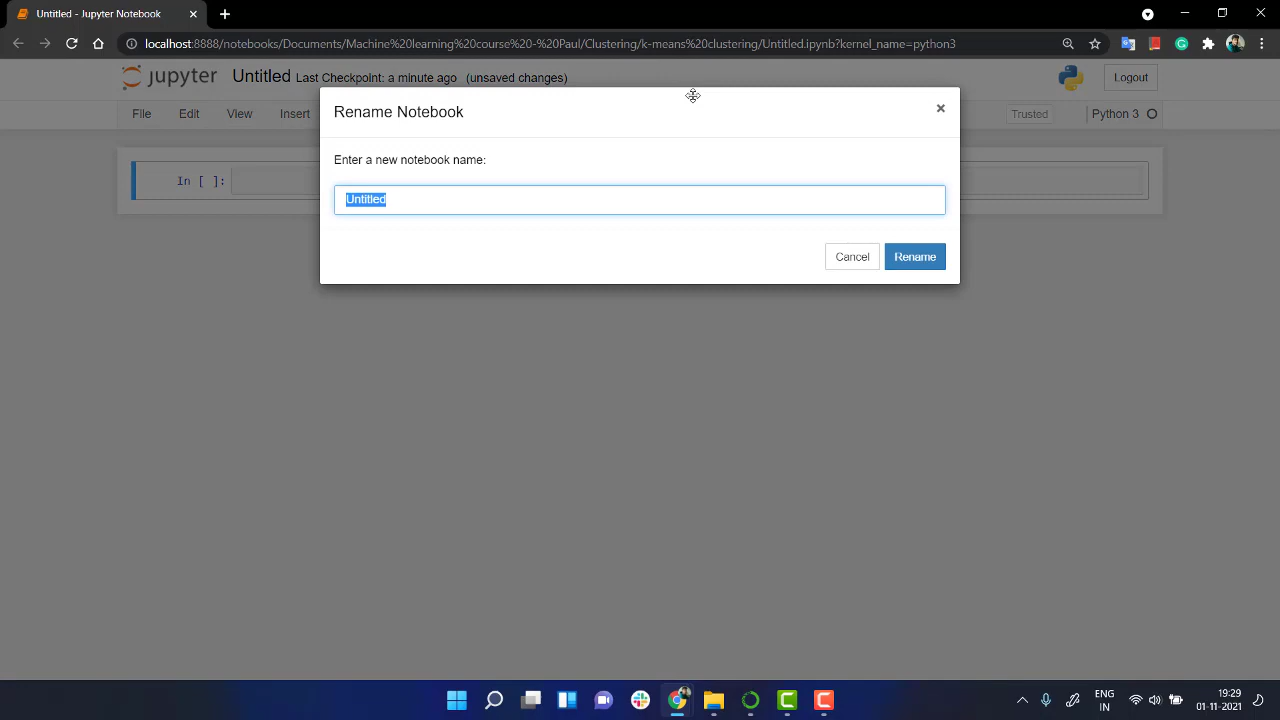 Untitled - Jupyter Notebook
localhost:8888/notebooks/Documents/Machine%20learning%20course%20-%20Paul/Clustering/k-means%20clustering/Untitled.ipynb?kernel_name=python3
jupyter Untitled Last Checkpoint: a minute ago (unsaved changes) Logout
File Edit View Insert Trusted Python 3
Rename Notebook
Enter a new notebook name:
In [ ]:
Untitled
Cancel Rename
ENG 19:29
IN 01-11-2021